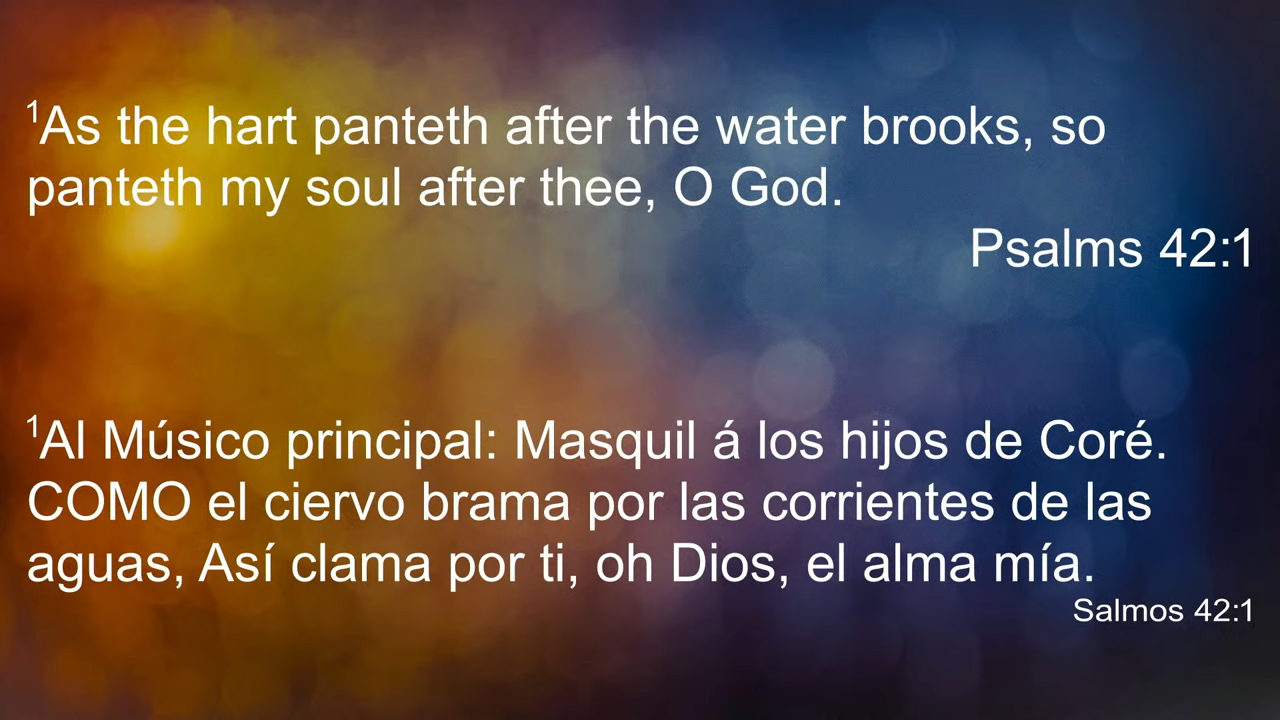 ¹As the hart panteth after the water brooks, so
panteth my soul after thee, O God.
Psalms 42:1
¹Al Músico principal: Masquil á los hijos de Coré.
COMO el ciervo brama por las corrientes de las
aguas, Así clama por ti, oh Dios, el alma mía.
Salmos 42:1